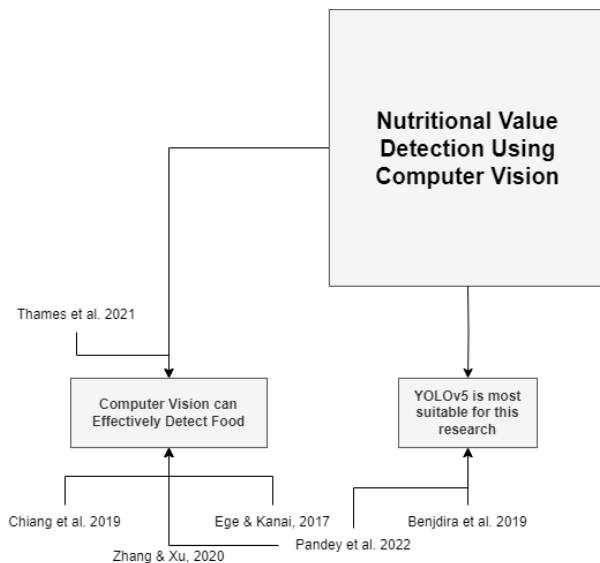 Nutritional Value
Detection Using
Computer Vision
Thames et al. 2021
Computer Vision can
Effectively Detect Food
YOLOv5 is most
suitable for this
research
Chiang et al. 2019
Ege & Kanai, 2017
Benjdira et al. 2019
Zhang & Xu, 2020
Pandey et al. 2022